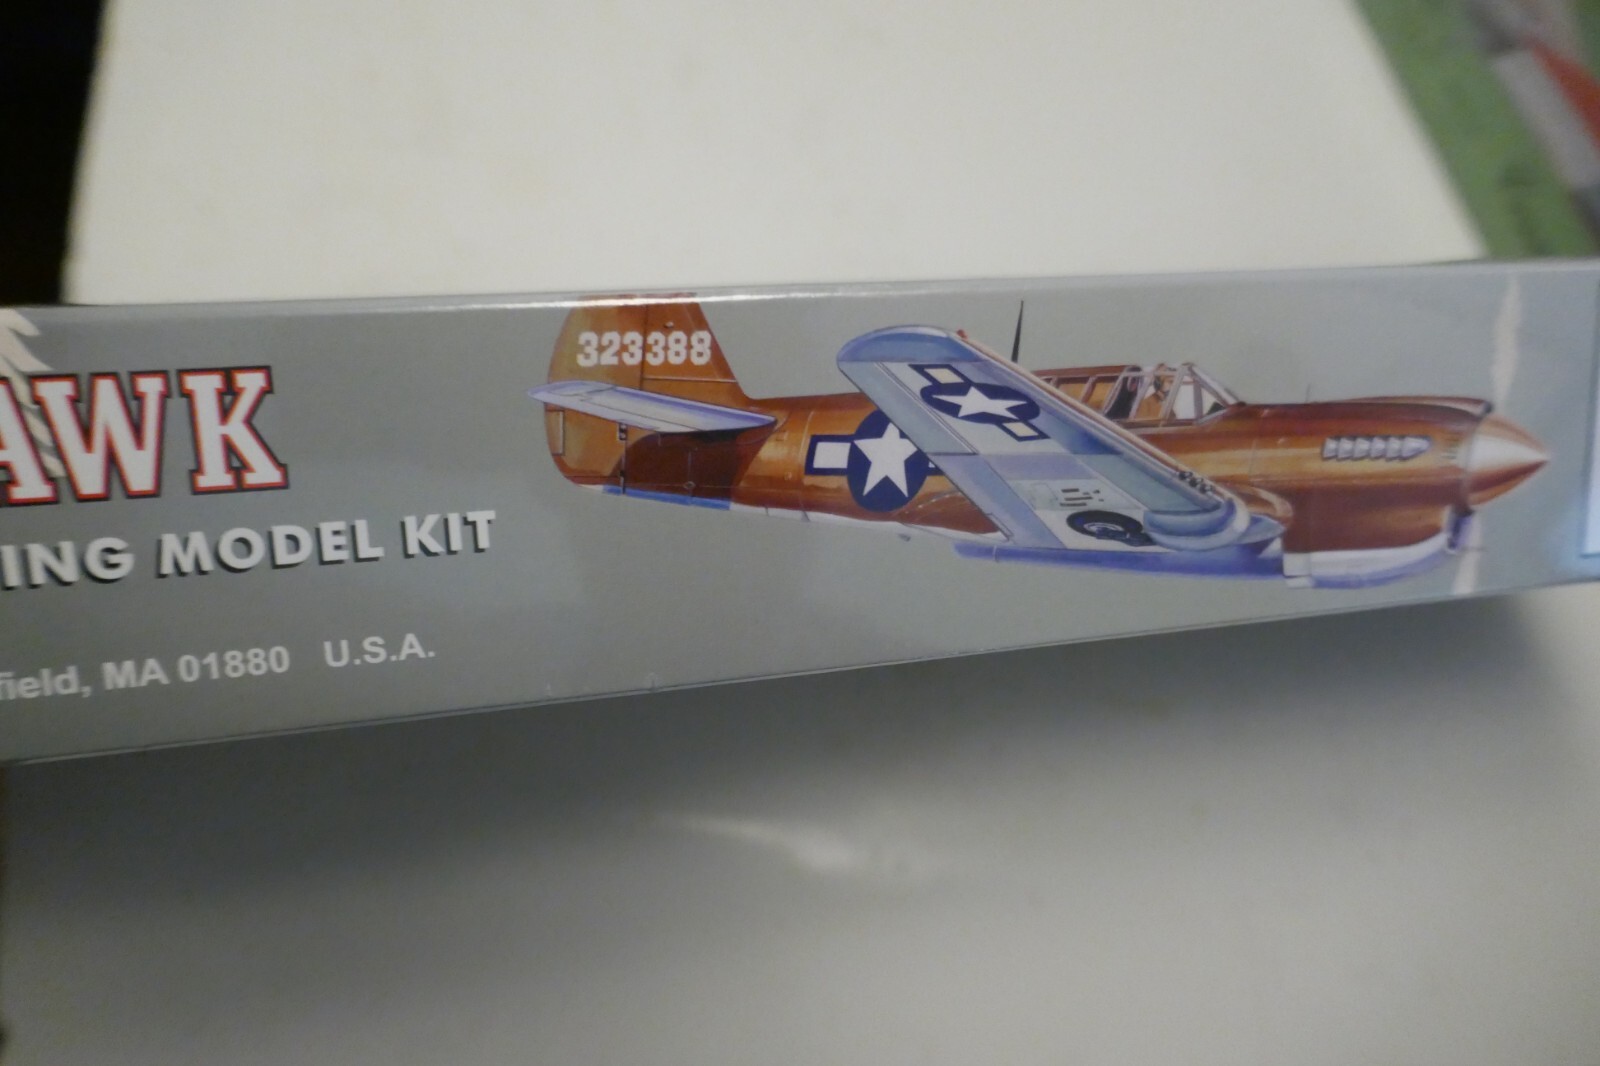 323388
AWK
ING MODEL KIT
field, MA 01880 U.S.A.